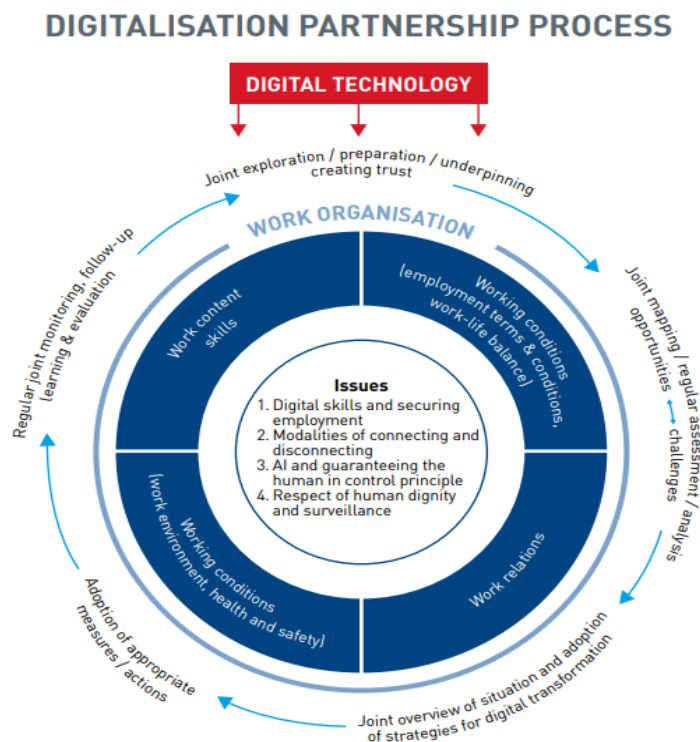 DIGITALISATION PARTNERSHIP PROCESS
DIGITAL TECHNOLOGY
Joint exploration / preparation / underpinning
creating trust
WORK ORGANISATION
Work content
skills
Working conditions
(employment terms & conditions,
work-life balance)
Joint mapping / regular assessment / analysis
opportunities
challenges
Regular joint monitoring, follow-up
learning & evaluation
Issues
1. Digital skills and securing
employment
2. Modalities of connecting and
disconnecting
3. AI and guaranteeing the
human in control principle
4. Respect of human dignity
and surveillance
Working conditions
(work environment, health and safety)
Work relations
Adoption of appropriate
measures / actions
Joint overview of situation and adoption
of strategies for digital transformation